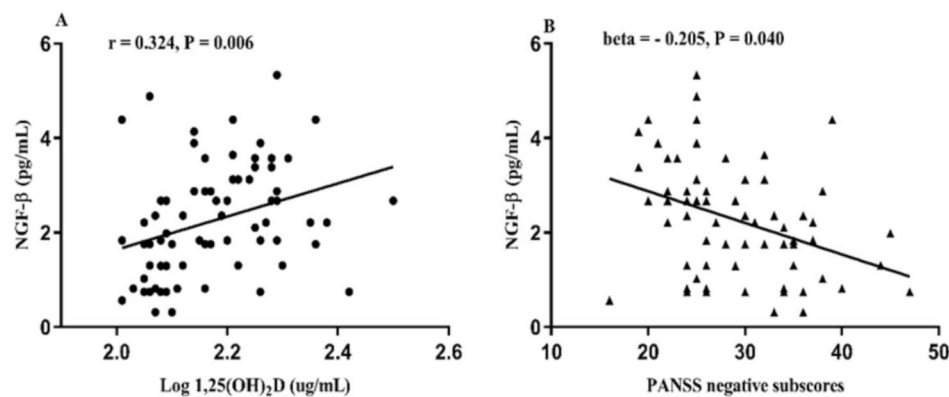 A
r = 0.324, P = 0.006
6
4
2
0
NGF-β (pg/mL)
2.0 2.2 2.4 2.6
Log 1,25(OH)₂D (ug/mL)
B
beta = - 0.205, P = 0.040
6
4
2
0
NGF-β (pg/mL)
10 20 30 40 50
PANSS negative subscores